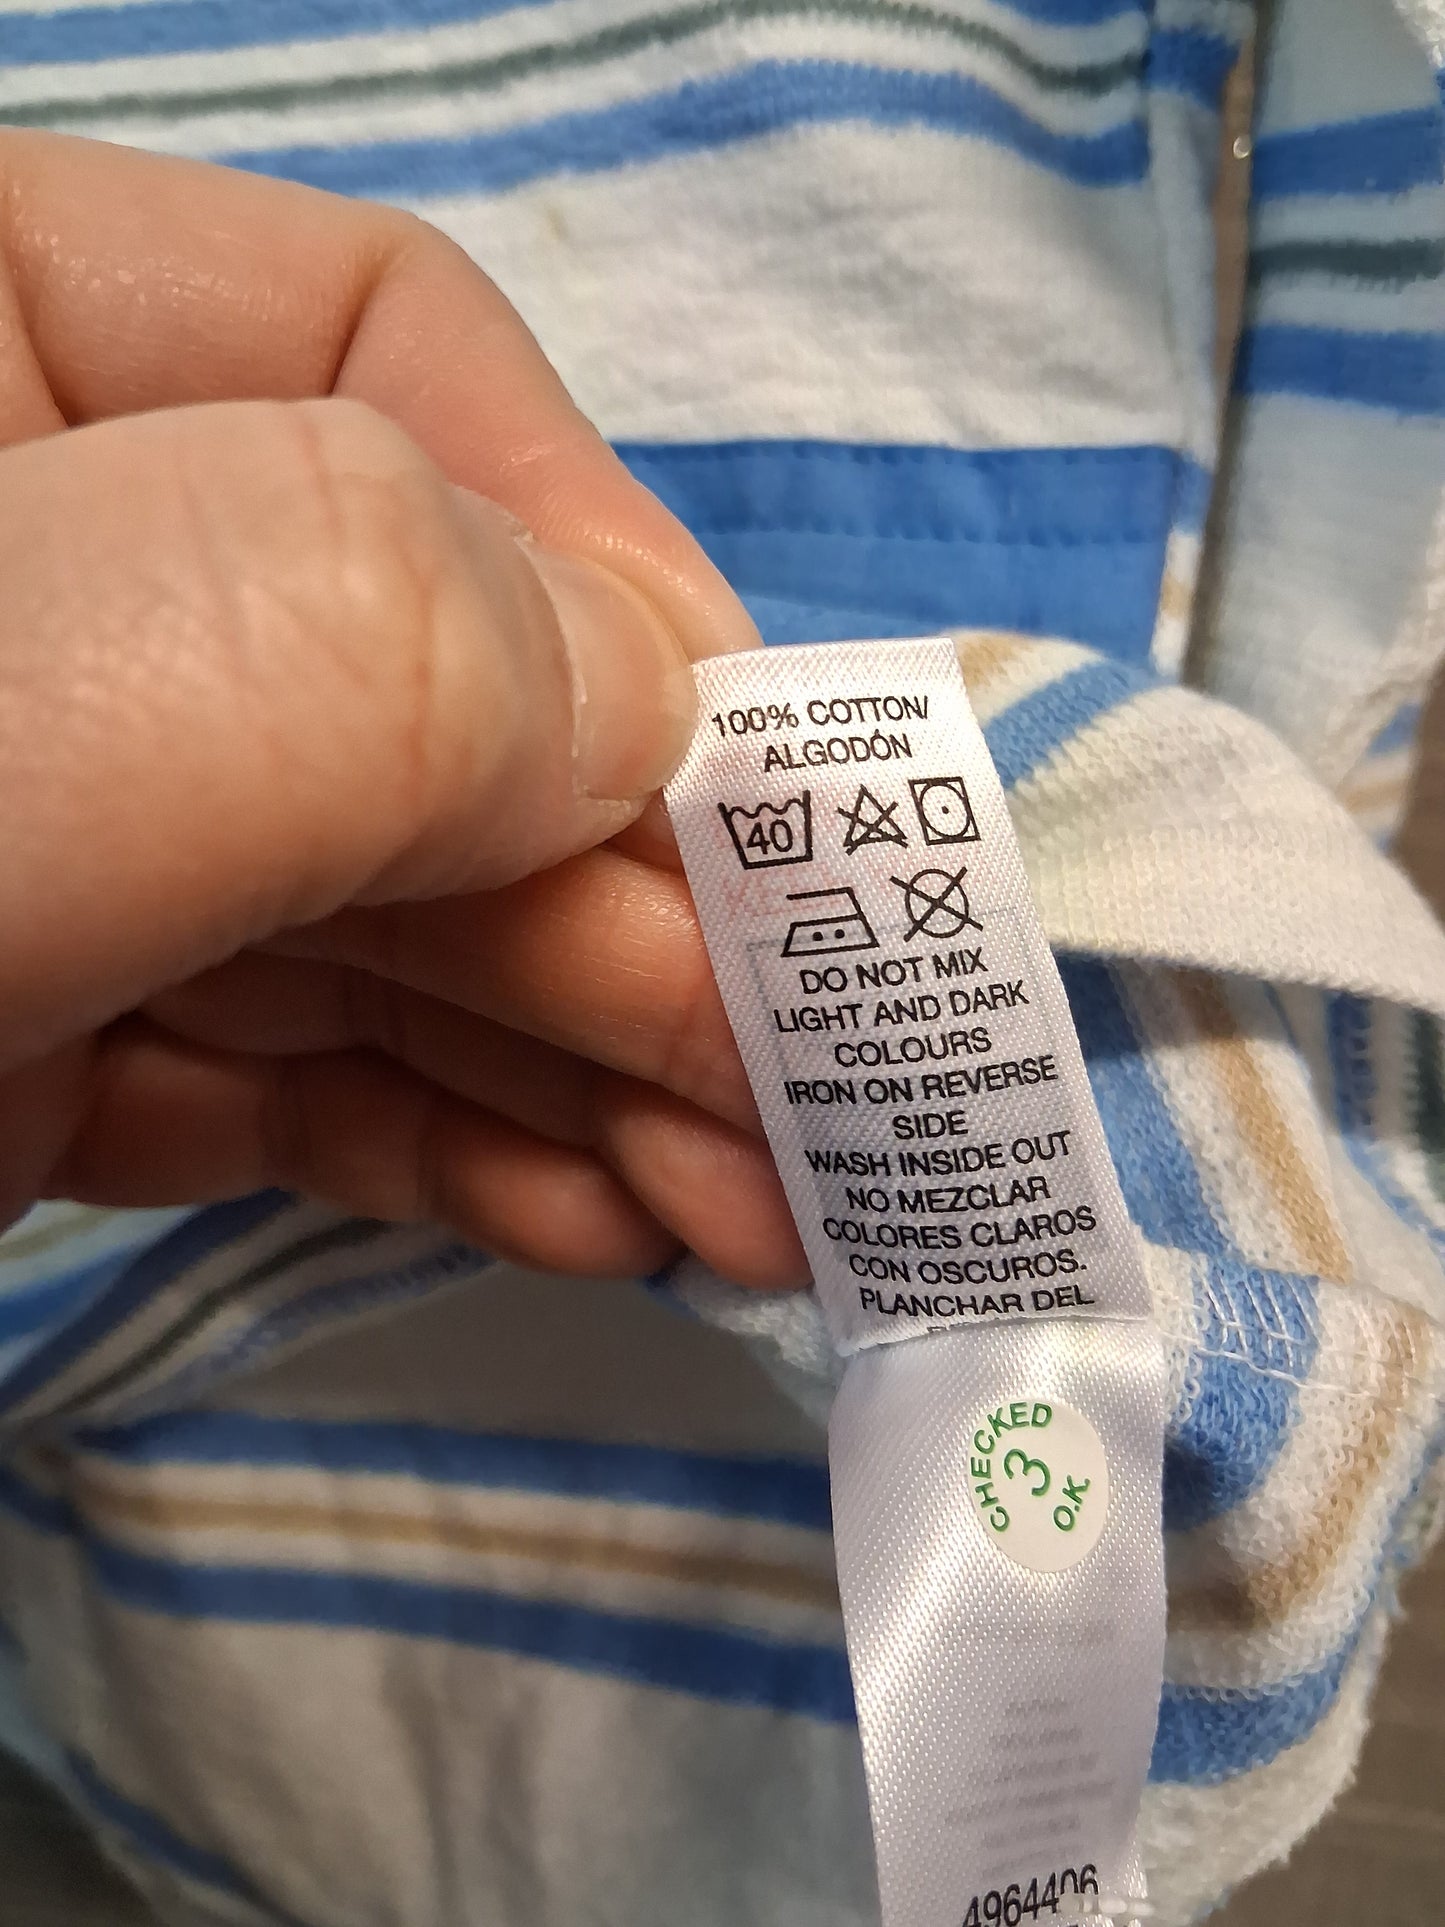 100% COTTON/
ALGODÓN
40
DO NOT MIX
LIGHT AND DARK
COLOURS
IRON ON REVERSE
SIDE
WASH INSIDE OUT
NO MEZCLAR
COLORES CLAROS
CON OSCUROS.
PLANCHAR DEL
CHECKED
3
O.K
4964406